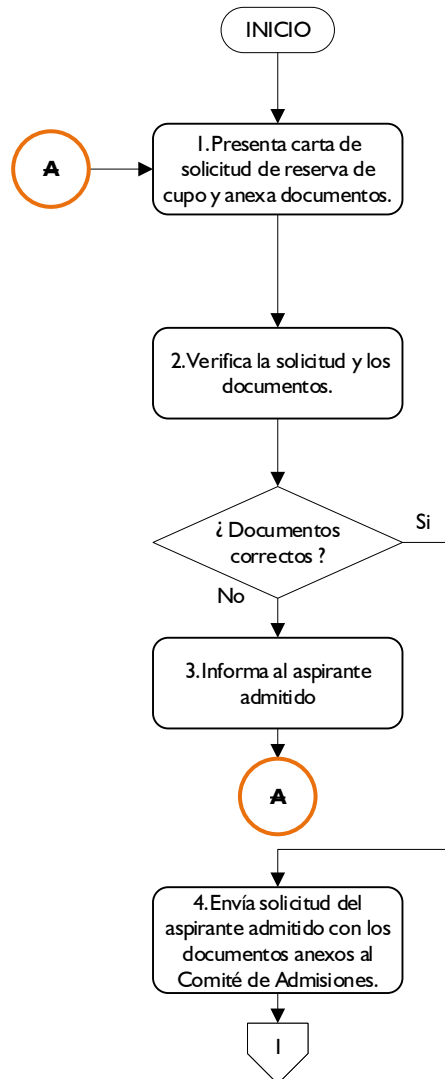 INICIO
A
1.Presenta carta de
solicitud de reserva de
cupo y anexa documentos.
2.Verifica la solicitud y los
documentos.
¿ Documentos
correctos ?
Si
No
3.Informa al aspirante
admitido
A
4.Envía solicitud del
aspirante admitido con los
documentos anexos al
Comité de Admisiones.
1